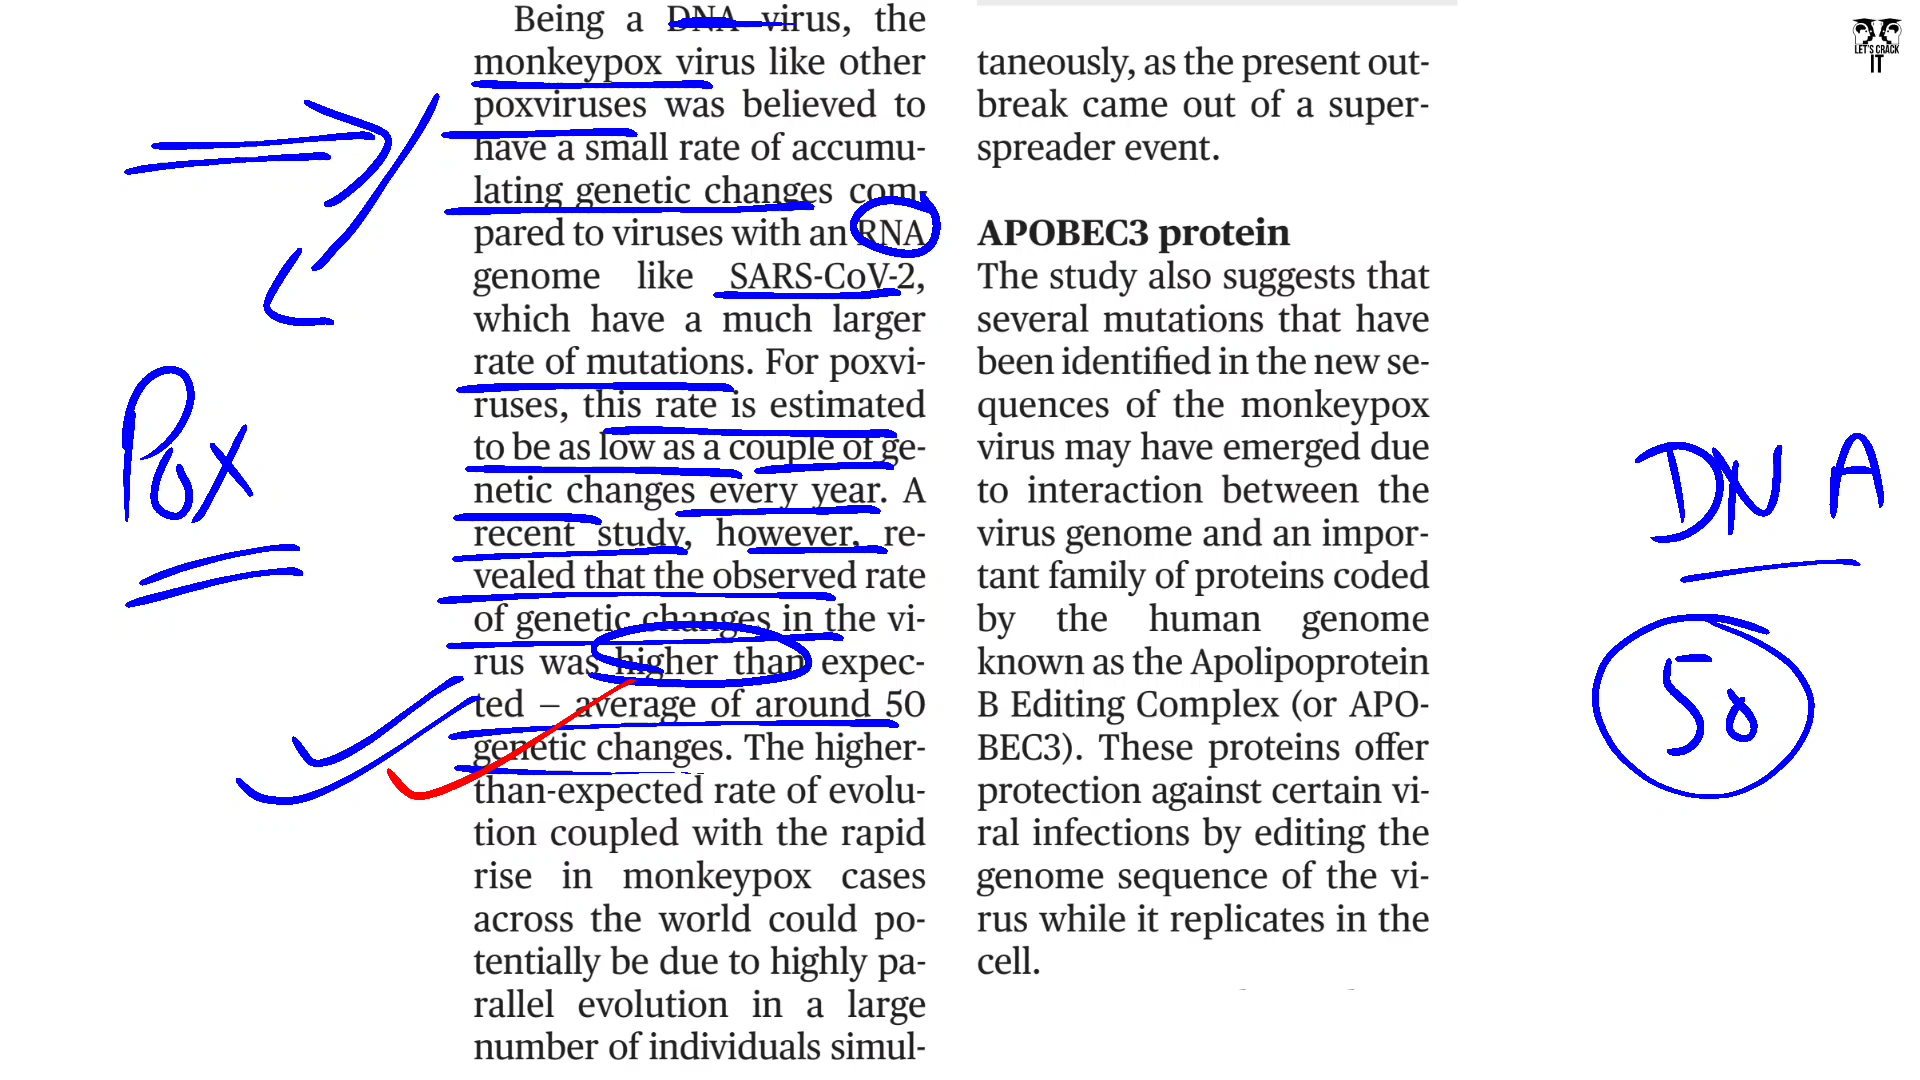 Being a DNA virus, the
monkeypox virus like other
poxviruses was believed to
have a small rate of accumu-
lating genetic changes com-
pared to viruses with an RNA
genome like SARS-CoV-2,
which have a much larger
rate of mutations. For poxvi-
ruses, this rate is estimated
to be as low as a couple of ge-
netic changes every year. A
recent study, however, re-
vealed that the observed rate
of genetic changes in the vi-
rus was higher than expec-
ted – average of around 50
genetic changes. The higher-
than-expected rate of evolu-
tion coupled with the rapid
rise in monkeypox cases
across the world could po-
tentially be due to highly pa-
rallel evolution in a large
number of individuals simul-
taneously, as the present out-
break came out of a super-
spreader event.
APOBEC3 protein
The study also suggests that
several mutations that have
been identified in the new se-
quences of the monkeypox
virus may have emerged due
to interaction between the
virus genome and an impor-
tant family of proteins coded
by the human genome
known as the Apolipoprotein
B Editing Complex (or APO-
BEC3). These proteins offer
protection against certain vi-
ral infections by editing the
genome sequence of the vi-
rus while it replicates in the
cell.
Pox
DNA
50
LET'S CRACK
IT